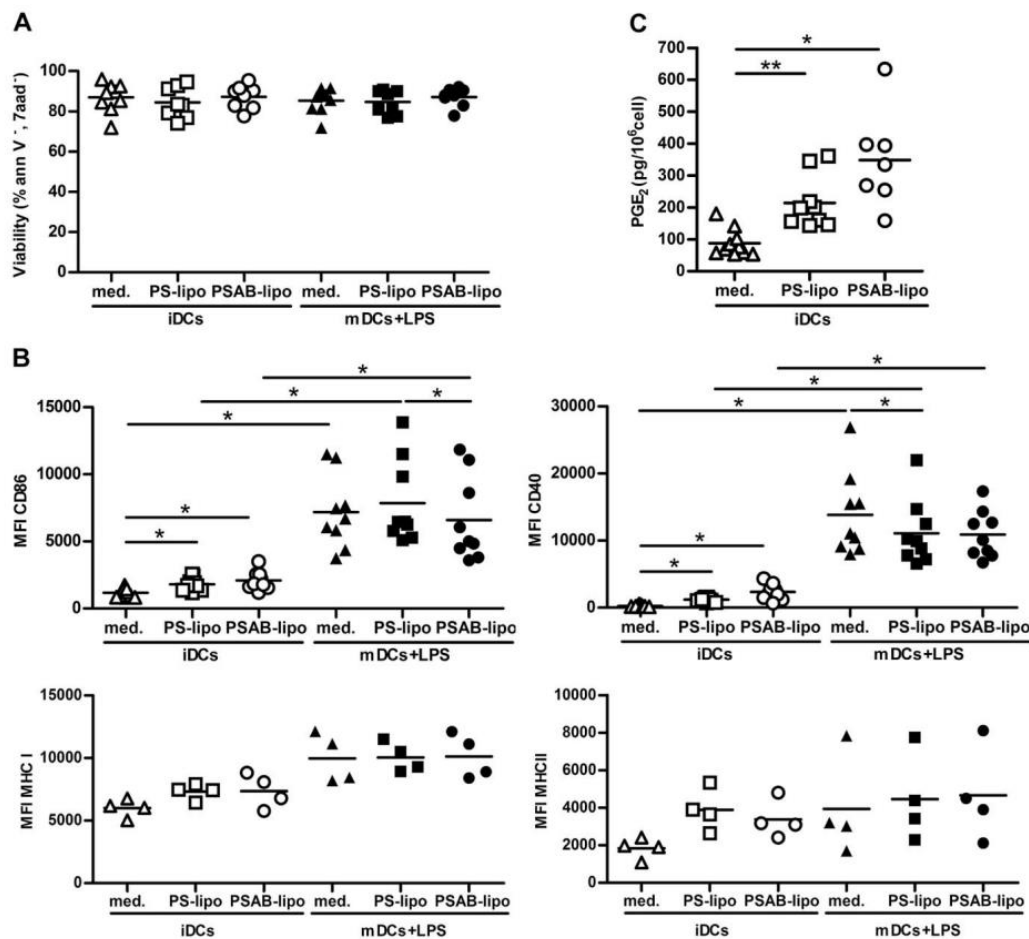 A
Viability (% ann V⁻, 7aad⁻)
100
80
60
40
20
0
med. PS-lipo PSAB-lipo med. PS-lipo PSAB-lipo
iDCs mDCs+LPS
C
PGE₂ (pg/10⁶cell)
700
600
500
400
300
200
100
0
*
**
med. PS-lipo PSAB-lipo
iDCs
B
MFI CD86
15000
10000
5000
0
*
* *
*
*
*
med. PS-lipo PSAB-lipo med. PS-lipo PSAB-lipo
iDCs mDCs+LPS
MFI CD40
30000
20000
10000
0
*
*
* *
*
*
med. PS-lipo PSAB-lipo med. PS-lipo PSAB-lipo
iDCs mDCs+LPS
MFI MHC I
15000
10000
5000
0
med. PS-lipo PSAB-lipo med. PS-lipo PSAB-lipo
iDCs mDCs+LPS
MFI MHCII
10000
8000
6000
4000
2000
0
med. PS-lipo PSAB-lipo med. PS-lipo PSAB-lipo
iDCs mDCs+LPS